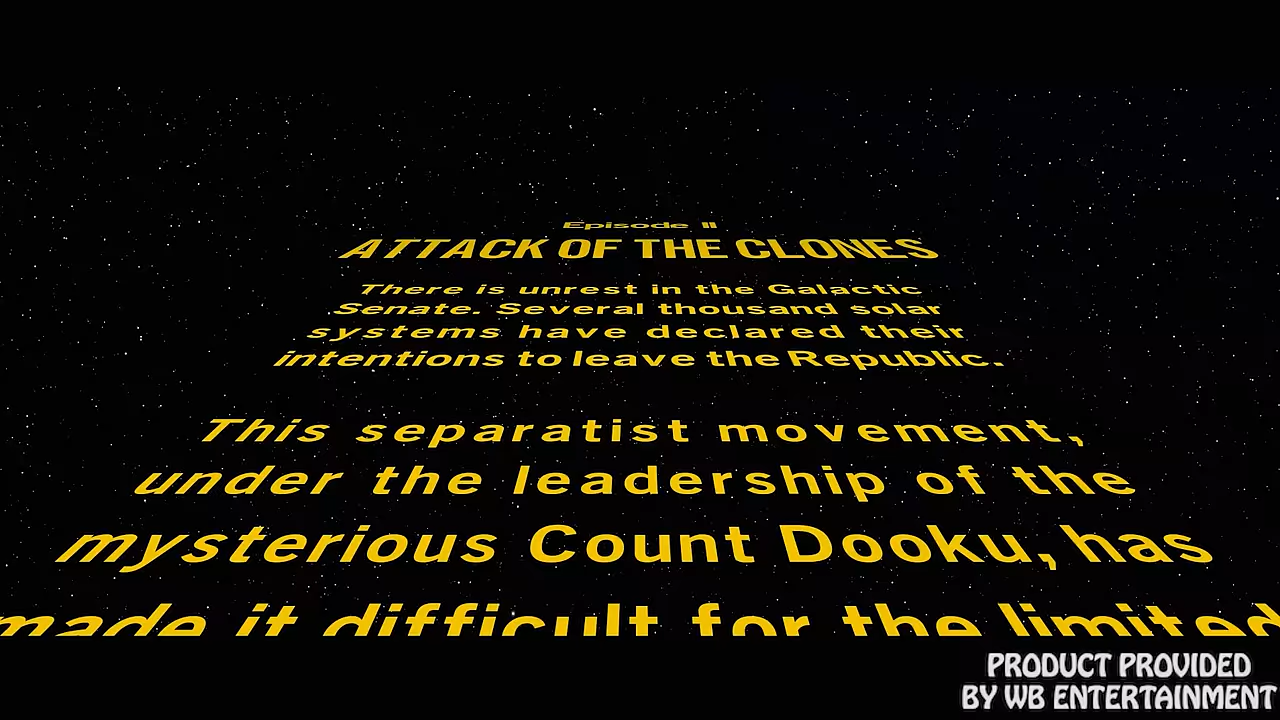 Episode II
ATTACK OF THE CLONES
There is unrest in the Galactic
Senate. Several thousand solar
systems have declared their
intentions to leave the Republic.
This separatist movement,
under the leadership of the
mysterious Count Dooku, has
made it difficult for the limited
PRODUCT PROVIDED
BY WB ENTERTAINMENT